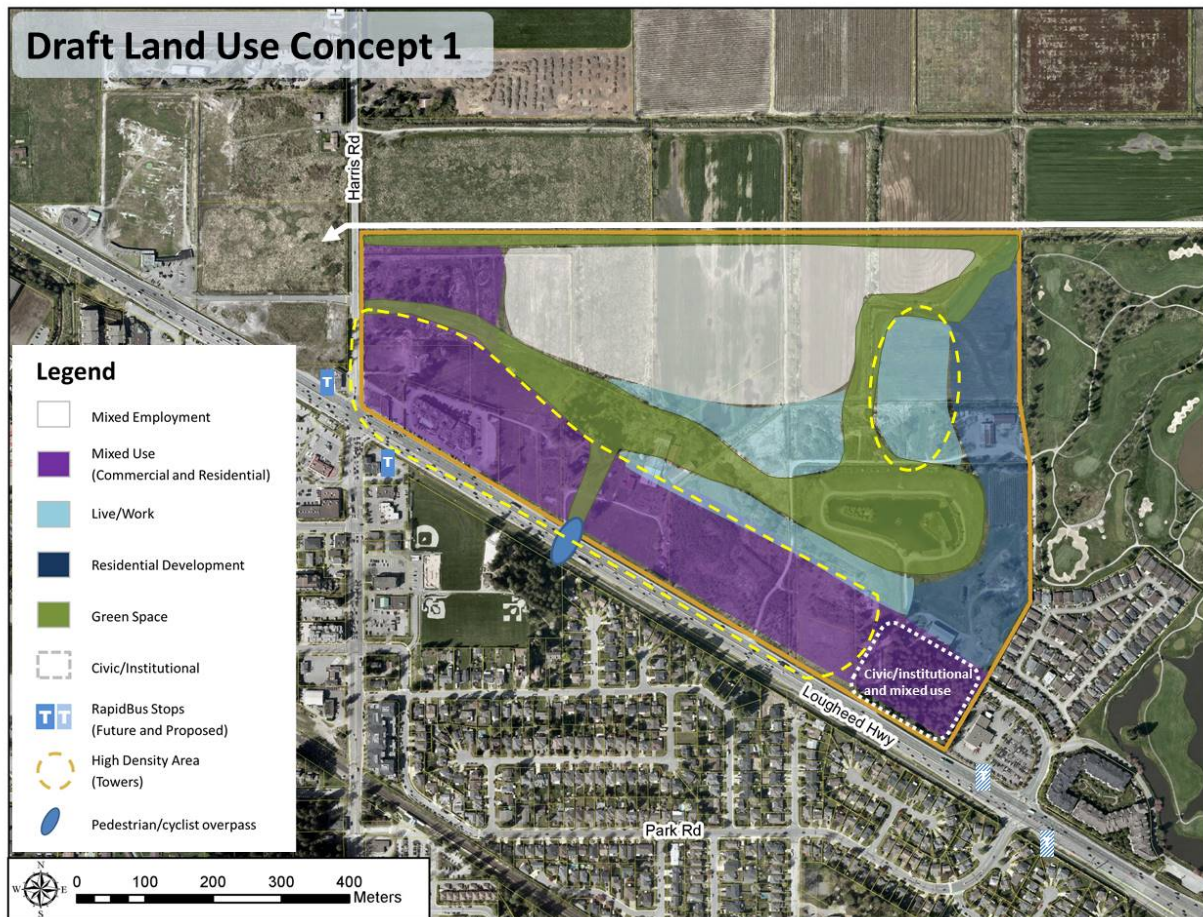 Draft Land Use Concept 1
Harris Rd
T
T
Legend
Mixed Employment
Mixed Use
(Commercial and Residential)
Live/Work
Residential Development
Green Space
Civic/Institutional
T T
RapidBus Stops
(Future and Proposed)
High Density Area
(Towers)
Pedestrian/cyclist overpass
Civic/institutional
and mixed use
Lougheed Hwy
T
T
Park Rd
N
W E
S
0 100 200 300 400
Meters